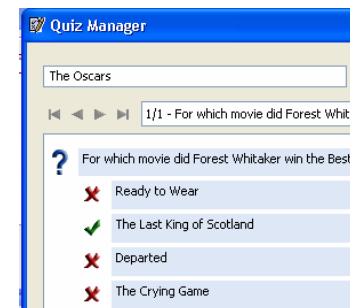 Quiz Manager
The Oscars
1/1 - For which movie did Forest Whit
For which movie did Forest Whitaker win the Best
Ready to Wear
The Last King of Scotland
Departed
The Crying Game